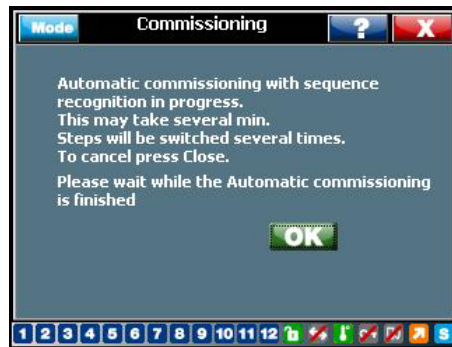 Mode Commissioning ? X
Automatic commissioning with sequence
recognition in progress.
This may take several min.
Steps will be switched several times.
To cancel press Close.
Please wait while the Automatic commissioning
is finished
OK
1 2 3 4 5 6 7 8 9 10 11 12 S